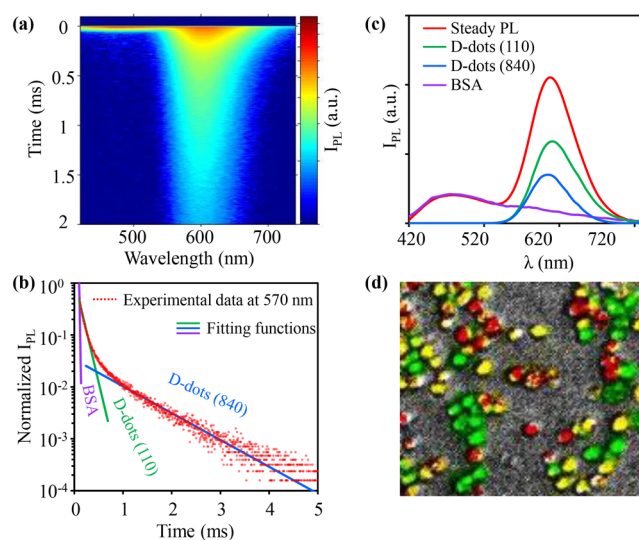 (a)
0
0.5
1
1.5
2
Time (ms)
500 600 700
Wavelength (nm)
I_PL (a.u.)
(b)
10^0
10^-1
10^-2
10^-3
10^-4
Normalized I_PL
Experimental data at 570 nm
Fitting functions
BSA
D-dots (110)
D-dots (840)
0 1 2 3 4 5
Time (ms)
(c)
Steady PL
D-dots (110)
D-dots (840)
BSA
I_PL (a.u.)
420 520 620 720
λ (nm)
(d)